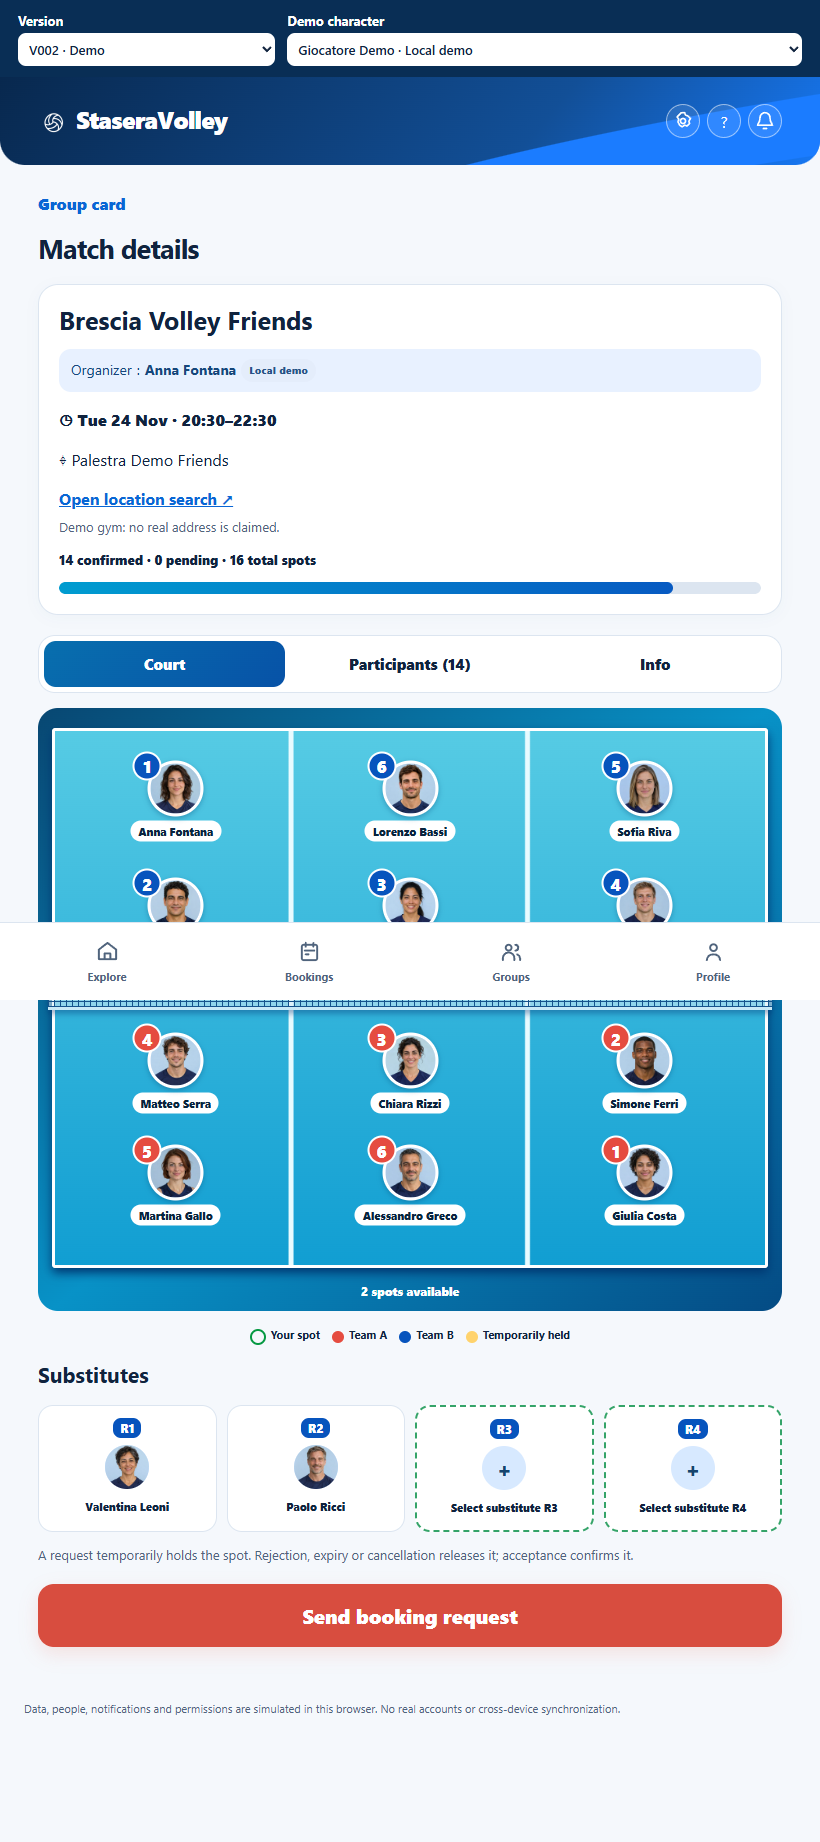 Version
Demo character
V002 · Demo
Giocatore Demo · Local demo
StaseraVolley
?
Group card
Match details
Brescia Volley Friends
Organizer : Anna Fontana Local demo
Tue 24 Nov · 20:30–22:30
Palestra Demo Friends
Open location search ↗
Demo gym: no real address is claimed.
14 confirmed · 0 pending · 16 total spots
Court
Participants (14)
Info
1
6
5
Anna Fontana
Lorenzo Bassi
Sofia Riva
2
3
4
Explore
Bookings
Groups
Profile
4
3
2
Matteo Serra
Chiara Rizzi
Simone Ferri
5
6
1
Martina Gallo
Alessandro Greco
Giulia Costa
2 spots available
Your spot
Team A
Team B
Temporarily held
Substitutes
R1
R2
R3
R4
+
+
Valentina Leoni
Paolo Ricci
Select substitute R3
Select substitute R4
A request temporarily holds the spot. Rejection, expiry or cancellation releases it; acceptance confirms it.
Send booking request
Data, people, notifications and permissions are simulated in this browser. No real accounts or cross-device synchronization.